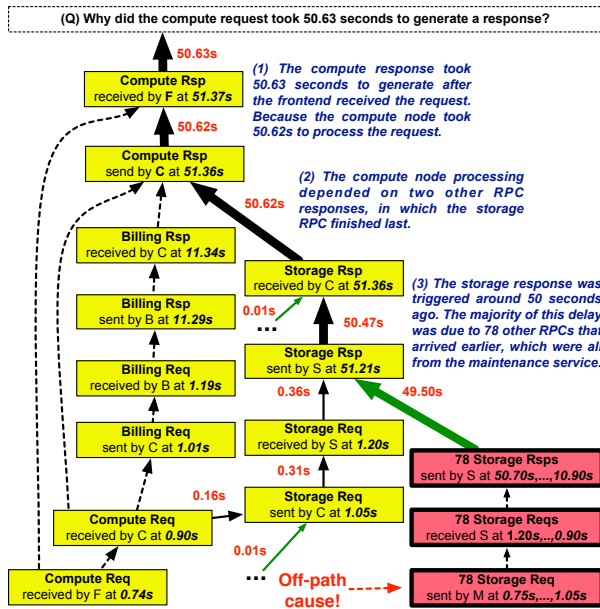 (Q) Why did the compute request took 50.63 seconds to generate a response?
50.63s
Compute Rsp
received by F at 51.37s
(1) The compute response took
50.63 seconds to generate after
the frontend received the request.
Because the compute node took
50.62s to process the request.
50.62s
Compute Rsp
send by C at 51.36s
(2) The compute node processing
depended on two other RPC
responses, in which the storage
RPC finished last.
50.62s
Billing Rsp
received by C at 11.34s
Storage Rsp
received by C at 51.36s
(3) The storage response was
triggered around 50 seconds
ago. The majority of this delay
was due to 78 other RPCs that
arrived earlier, which were all
from the maintenance service.
0.01s
...
50.47s
Billing Rsp
sent by B at 11.29s
Storage Rsp
sent by S at 51.21s
Billing Req
received by B at 1.19s
0.36s
49.50s
Billing Req
sent by C at 1.01s
Storage Req
received by S at 1.20s
78 Storage Rsps
sent by S at 50.70s,...,10.90s
0.31s
0.16s
Storage Req
sent by C at 1.05s
Compute Req
received by C at 0.90s
78 Storage Reqs
received S at 1.20s,..,0.90s
0.01s
...
Compute Req
received by F at 0.74s
Off-path
cause!
78 Storage Req
sent by M at 0.75s,...,1.05s